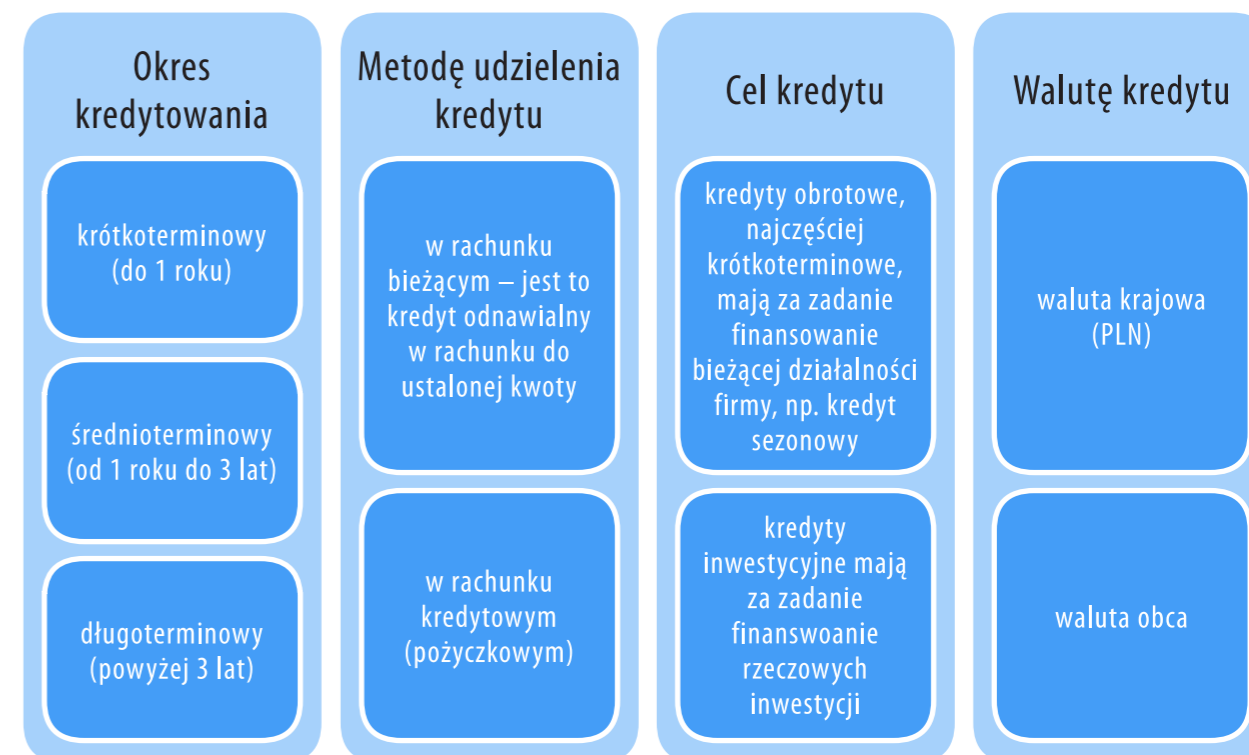 Okres
kredytowania
krótkoterminowy
(do 1 roku)
średnioterminowy
(od 1 roku do 3 lat)
długoterminowy
(powyżej 3 lat)
Metodę udzielenia
kredytu
w rachunku
bieżącym – jest to
kredyt odnawialny
w rachunku do
ustalonej kwoty
w rachunku
kredytowym
(pożyczkowym)
Cel kredytu
kredyty obrotowe,
najczęściej
krótkoterminowe,
mają za zadanie
finansowanie
bieżącej działalności
firmy, np. kredyt
sezonowy
kredyty
inwestycyjne mają
za zadanie
finanswoanie
rzeczowych
inwestycji
Walutę kredytu
waluta krajowa
(PLN)
waluta obca